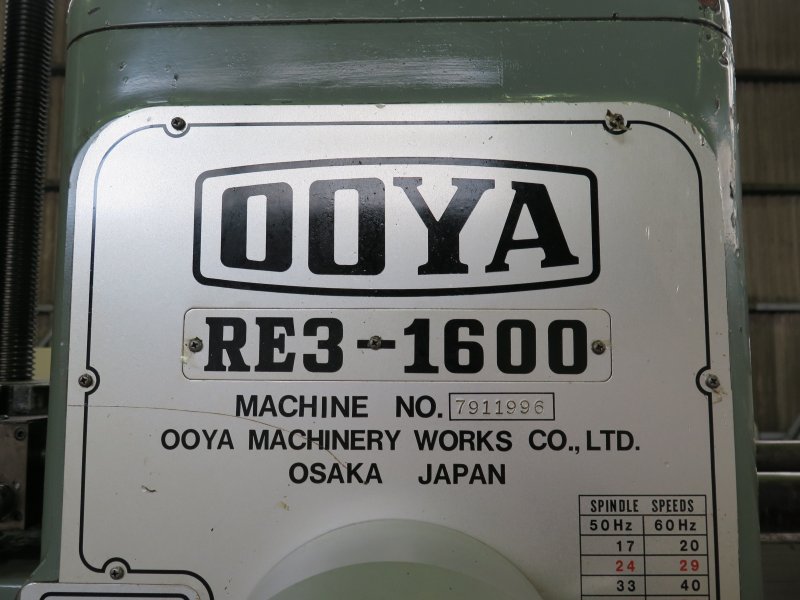 OOYA
RE3-1600
MACHINE NO. 7911996
OOYA MACHINERY WORKS CO., LTD.
OSAKA JAPAN
SPINDLE SPEEDS
50Hz 60Hz
17 20
24 29
33 40